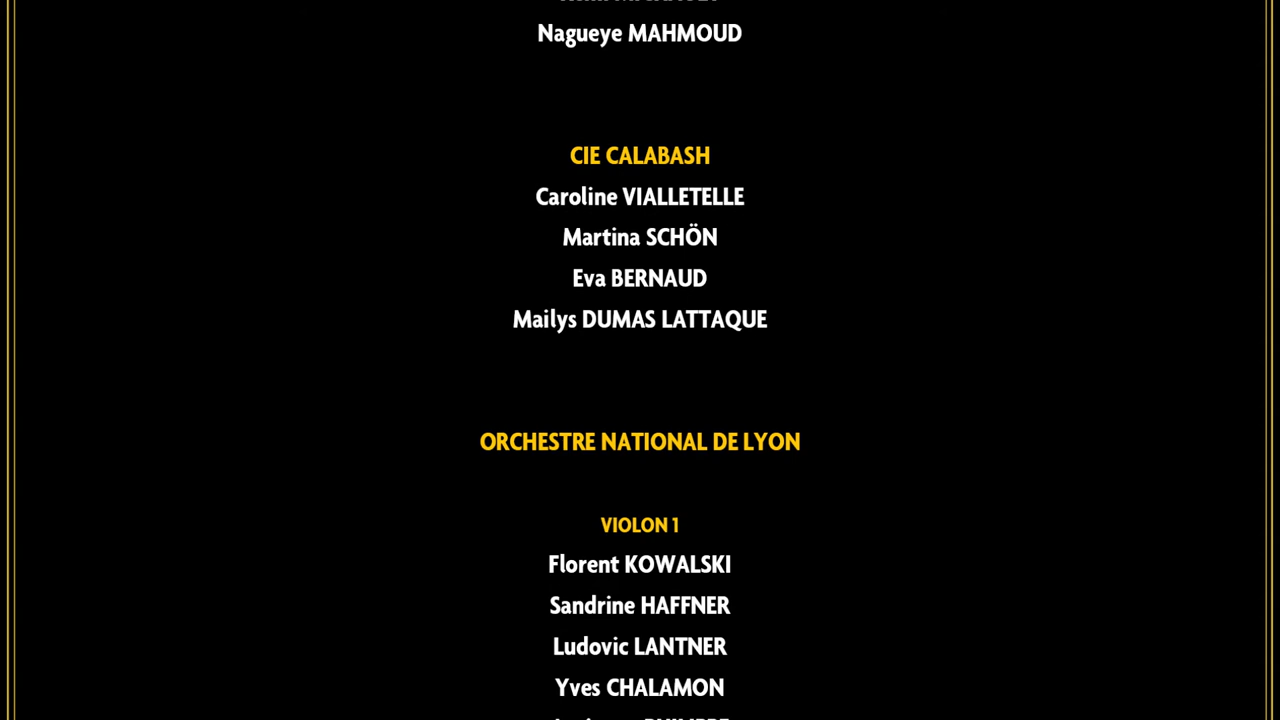 Nagueye MAHMOUD
CIE CALABASH
Caroline VIALLETELLE
Martina SCHÖN
Eva BERNAUD
Mailys DUMAS LATTAQUE
ORCHESTRE NATIONAL DE LYON
VIOLON 1
Florent KOWALSKI
Sandrine HAFFNER
Ludovic LANTNER
Yves CHALAMON